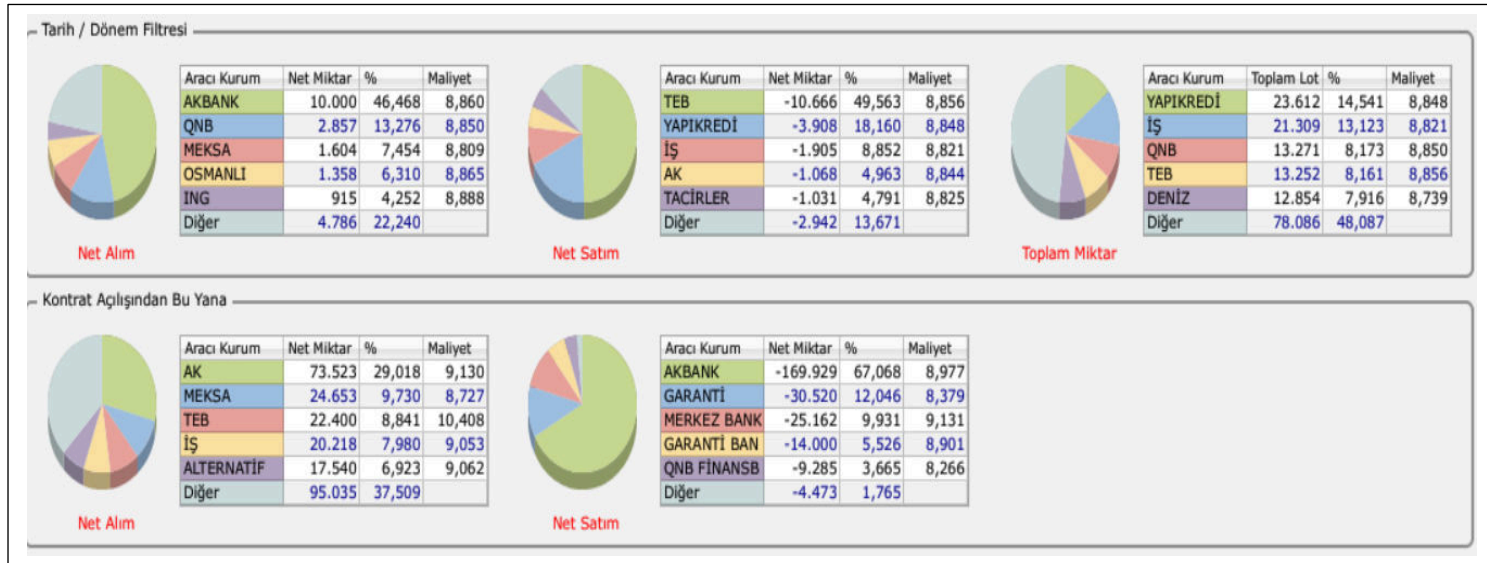 Tarih / Dönem Filtresi
Aracı Kurum Net Miktar % Maliyet
AKBANK 10.000 46,468 8,860
QNB 2.857 13,276 8,850
MEKSA 1.604 7,454 8,809
OSMANLI 1.358 6,310 8,865
ING 915 4,252 8,888
Diğer 4.786 22,240
Net Alım
Aracı Kurum Net Miktar % Maliyet
TEB -10.666 49,563 8,856
YAPIKREDİ -3.908 18,160 8,848
İŞ -1.905 8,852 8,821
AK -1.068 4,963 8,844
TACİRLER -1.031 4,791 8,825
Diğer -2.942 13,671
Net Satım
Aracı Kurum Toplam Lot % Maliyet
YAPIKREDİ 23.612 14,541 8,848
İŞ 21.309 13,123 8,821
QNB 13.271 8,173 8,850
TEB 13.252 8,161 8,856
DENİZ 12.854 7,916 8,739
Diğer 78.086 48,087
Toplam Miktar
Kontrat Açılışından Bu Yana
Aracı Kurum Net Miktar % Maliyet
AK 73.523 29,018 9,130
MEKSA 24.653 9,730 8,727
TEB 22.400 8,841 10,408
İŞ 20.218 7,980 9,053
ALTERNATİF 17.540 6,923 9,062
Diğer 95.035 37,509
Net Alım
Aracı Kurum Net Miktar % Maliyet
AKBANK -169.929 67,068 8,977
GARANTİ -30.520 12,046 8,379
MERKEZ BANK -25.162 9,931 9,131
GARANTİ BAN -14.000 5,526 8,901
QNB FİNANSB -9.285 3,665 8,266
Diğer -4.473 1,765
Net Satım